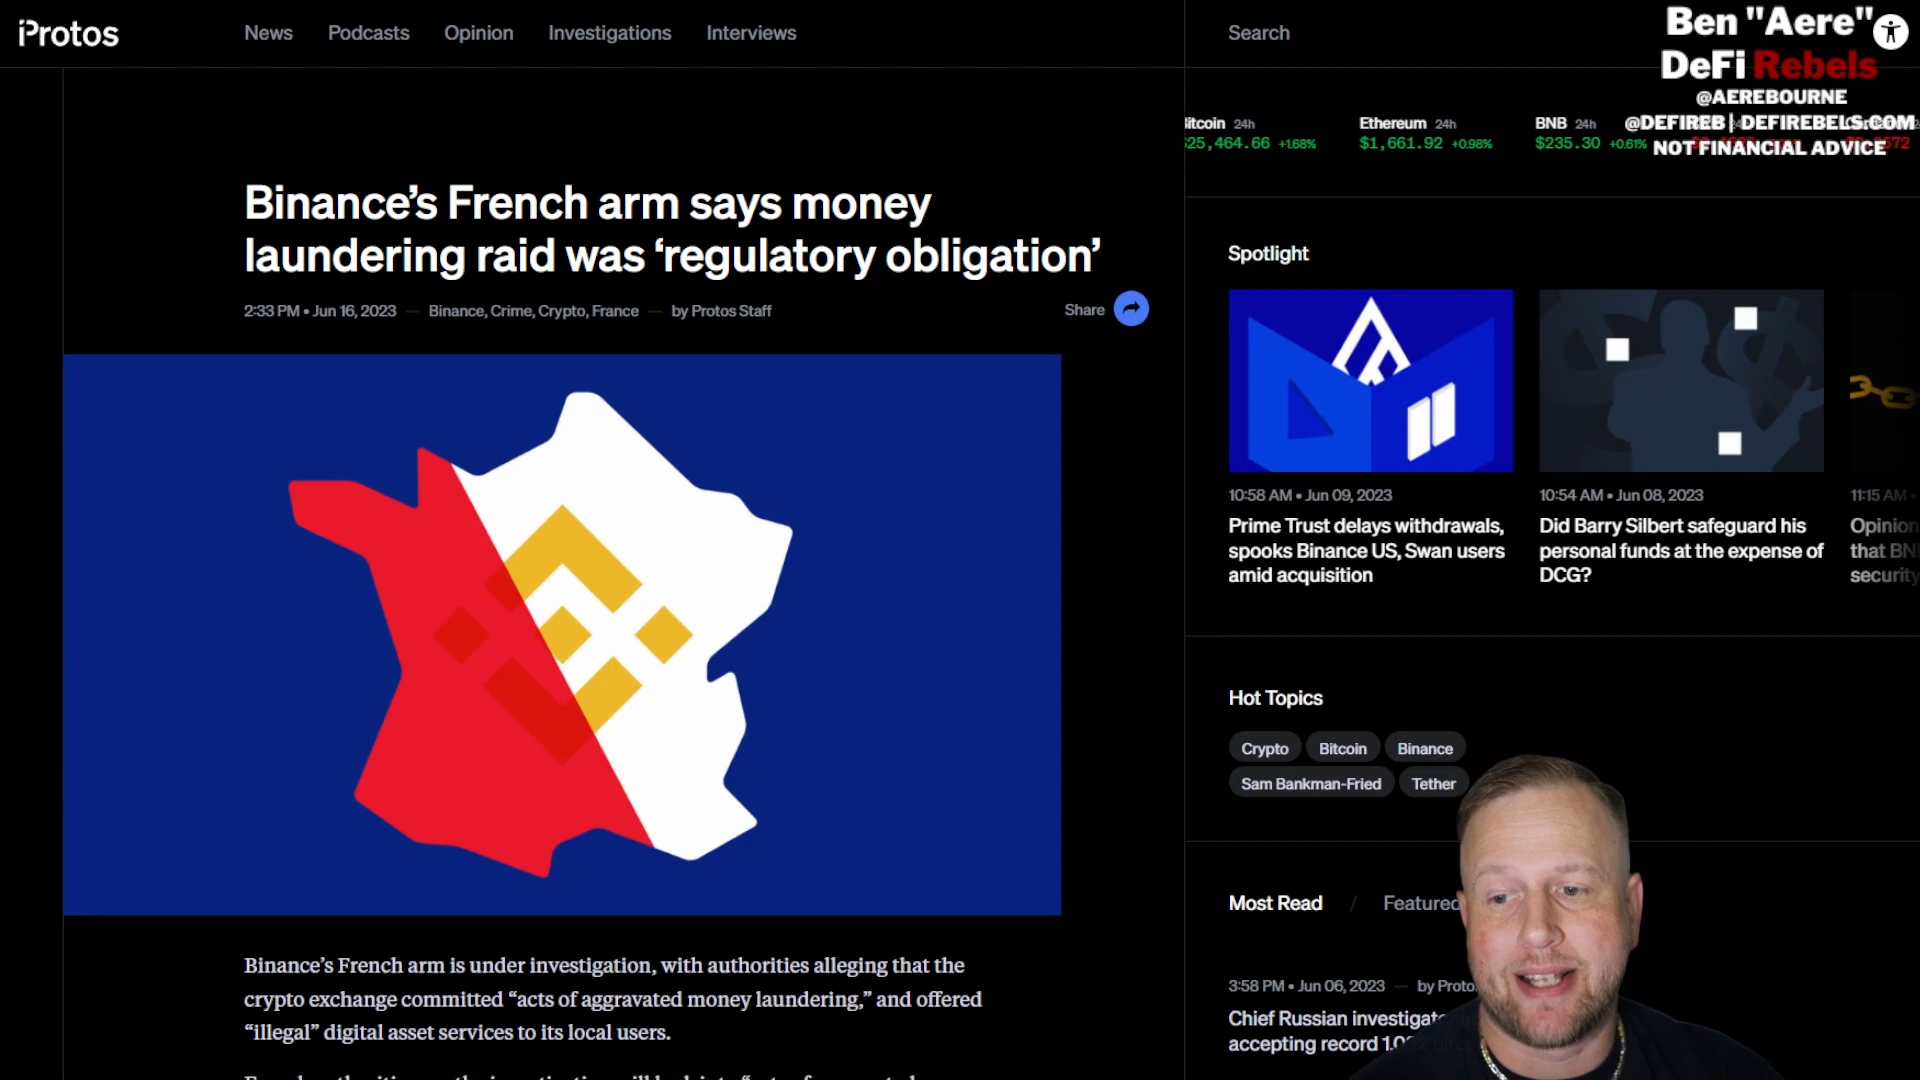 Protos
News
Podcasts
Opinion
Investigations
Interviews
Search
Ben "Aere"
DeFi Rebels
@AEREBOURNE
@DEFIREB | DEFIREBELS.COM
NOT FINANCIAL ADVICE
itcoin 24h
Ethereum 24h
BNB 24h
25,464.66 +1.68%
$1,661.92 +0.98%
$235.30 +0.61%
Binance’s French arm says money
laundering raid was ‘regulatory obligation’
2:33 PM • Jun 16, 2023 — Binance, Crime, Crypto, France — by Protos Staff
Share
Binance’s French arm is under investigation, with authorities alleging that the
crypto exchange committed “acts of aggravated money laundering,” and offered
“illegal” digital asset services to its local users.
Spotlight
10:58 AM • Jun 09, 2023
Prime Trust delays withdrawals,
spooks Binance US, Swan users
amid acquisition
10:54 AM • Jun 08, 2023
Did Barry Silbert safeguard his
personal funds at the expense of
DCG?
11:15 AM •
Opinion
that BN
security
Hot Topics
Crypto
Bitcoin
Binance
Sam Bankman-Fried
Tether
Most Read / Featured
3:58 PM • Jun 06, 2023 — by Proto
Chief Russian investigat
accepting record